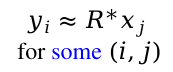 yᵢ ≈ R*xⱼ
for some (i, j)